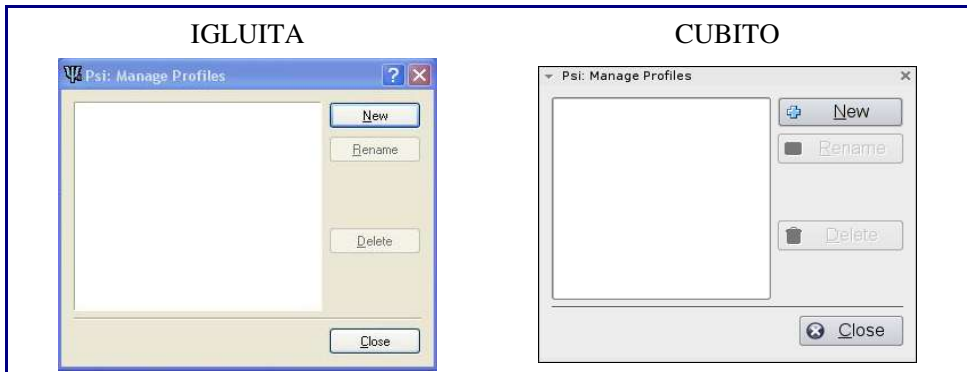 IGLUITA
CUBITO
Psi: Manage Profiles
New
Rename
Delete
Close
Psi: Manage Profiles
New
Rename
Delete
Close